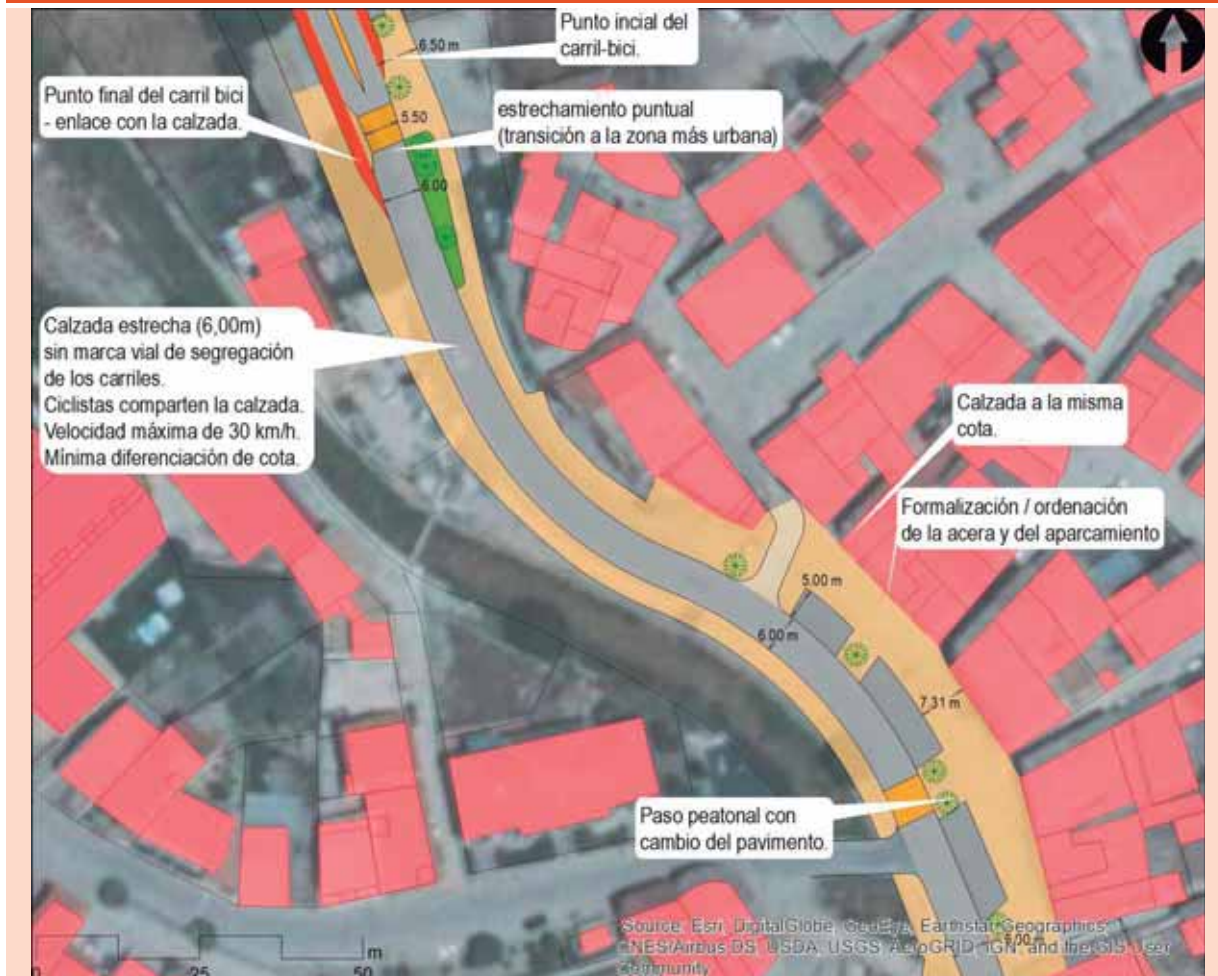 Punto incial del
carril-bici.
6.50 m
Punto final del carril bici
- enlace con la calzada.
estrechamiento puntual
(transición a la zona más urbana)
5.50
6.00
Calzada estrecha (6,00m)
sin marca vial de segregación
de los carriles.
Ciclistas comparten la calzada.
Velocidad máxima de 30 km/h.
Mínima diferenciación de cota.
Calzada a la misma
cota.
Formalización / ordenación
de la acera y del aparcamiento
5.00 m
6.00 m
7.31 m
Paso peatonal con
cambio del pavimento.
Source: Esri, DigitalGlobe, GeoEye, Earthstar Geographics,
CNES/Airbus DS, USDA, USGS, AeroGRID, IGN, and the GIS User
Community
m
0 25 50